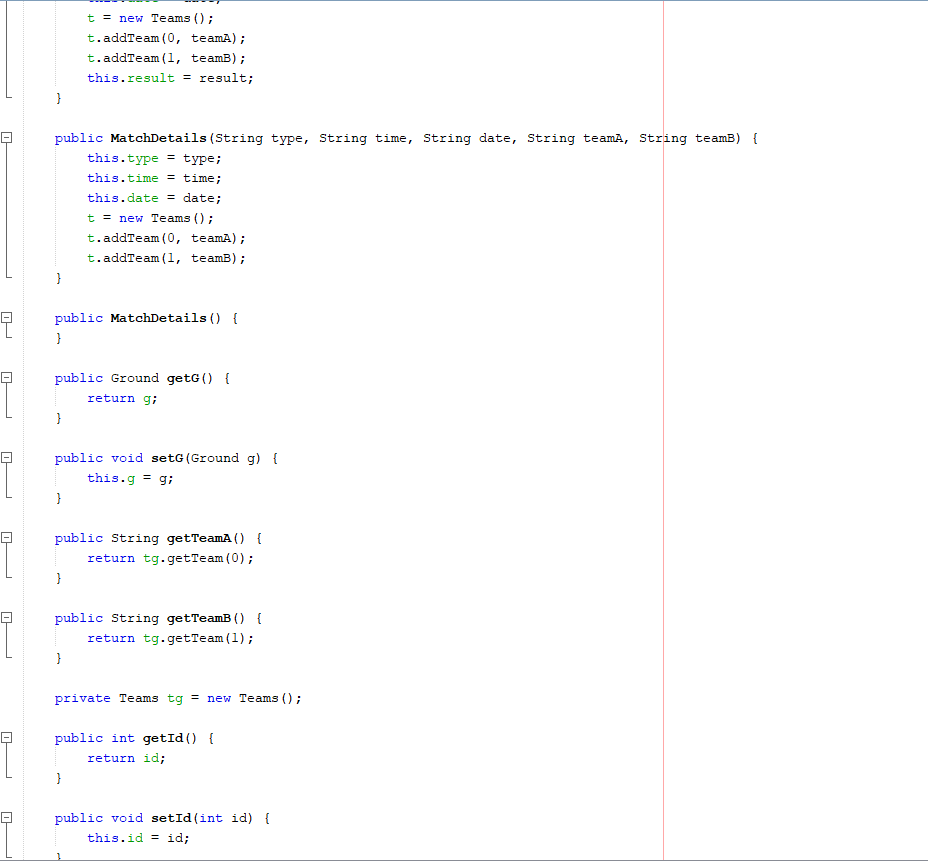 t = new Teams();
t.addTeam(0, teamA);
t.addTeam(1, teamB);
this.result = result;
}
public MatchDetails(String type, String time, String date, String teamA, String teamB) {
this.type = type;
this.time = time;
this.date = date;
t = new Teams();
t.addTeam(0, teamA);
t.addTeam(1, teamB);
}
public MatchDetails() {
}
public Ground getG() {
return g;
}
public void setG(Ground g) {
this.g = g;
}
public String getTeamA() {
return tg.getTeam(0);
}
public String getTeamB() {
return tg.getTeam(1);
}
private Teams tg = new Teams();
public int getId() {
return id;
}
public void setId(int id) {
this.id = id;
}